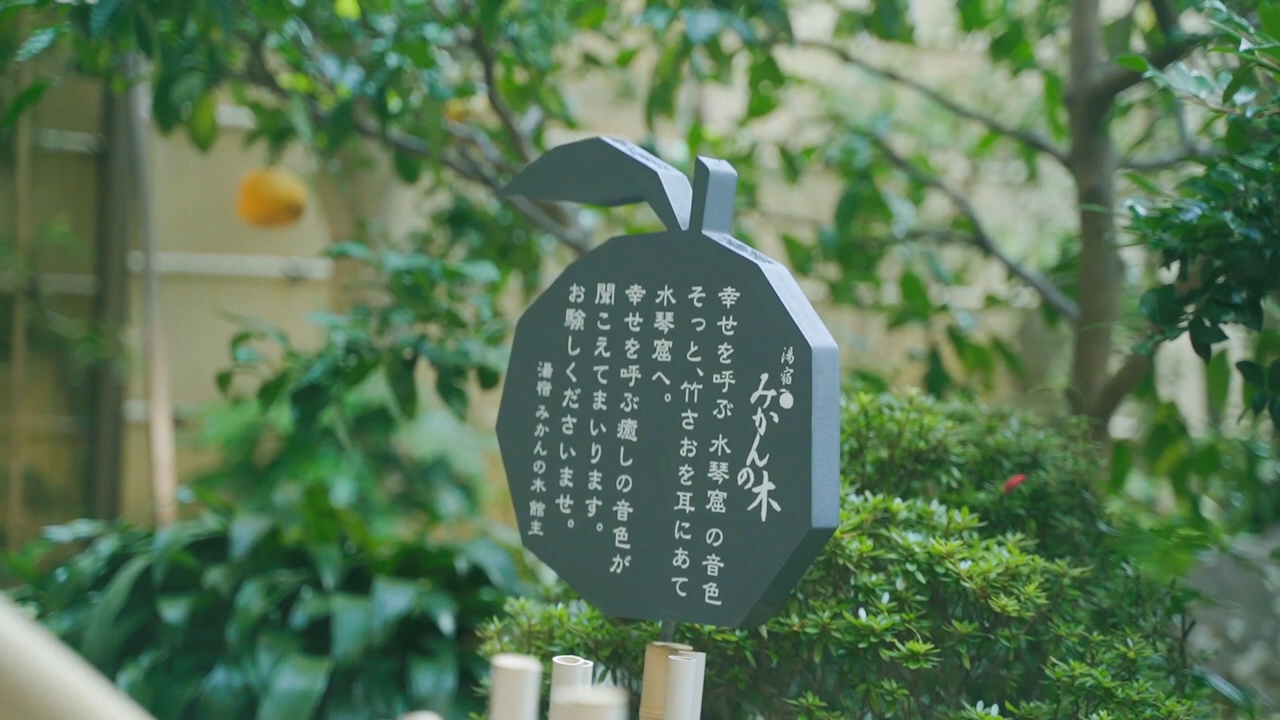 湯宿
みかんの木
幸せを呼ぶ 水琴窟 の音色
そっと、竹さおを耳にあて
水琴窟へ。
幸せを呼ぶ癒しの音色が
聞こえてまいります。
お験しくださいませ。
湯宿 みかんの木 館主